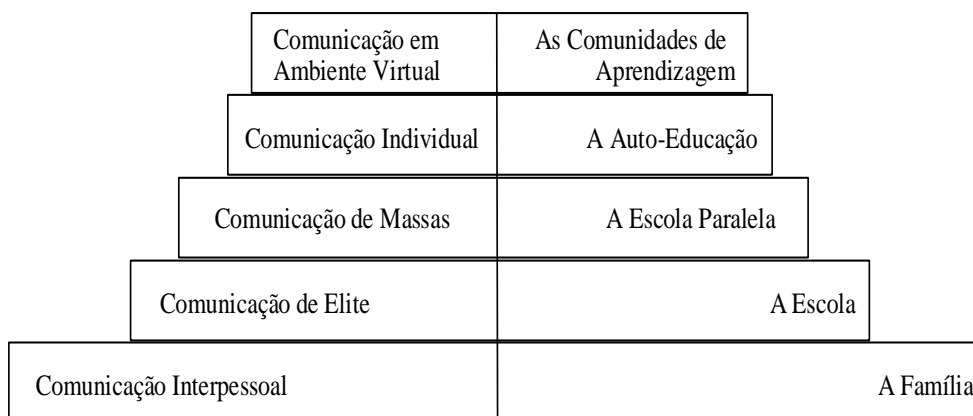 Comunicação em
Ambiente Virtual
As Comunidades de
Aprendizagem
Comunicação Individual
A Auto-Educação
Comunicação de Massas
A Escola Paralela
Comunicação de Elite
A Escola
Comunicação Interpessoal
A Família